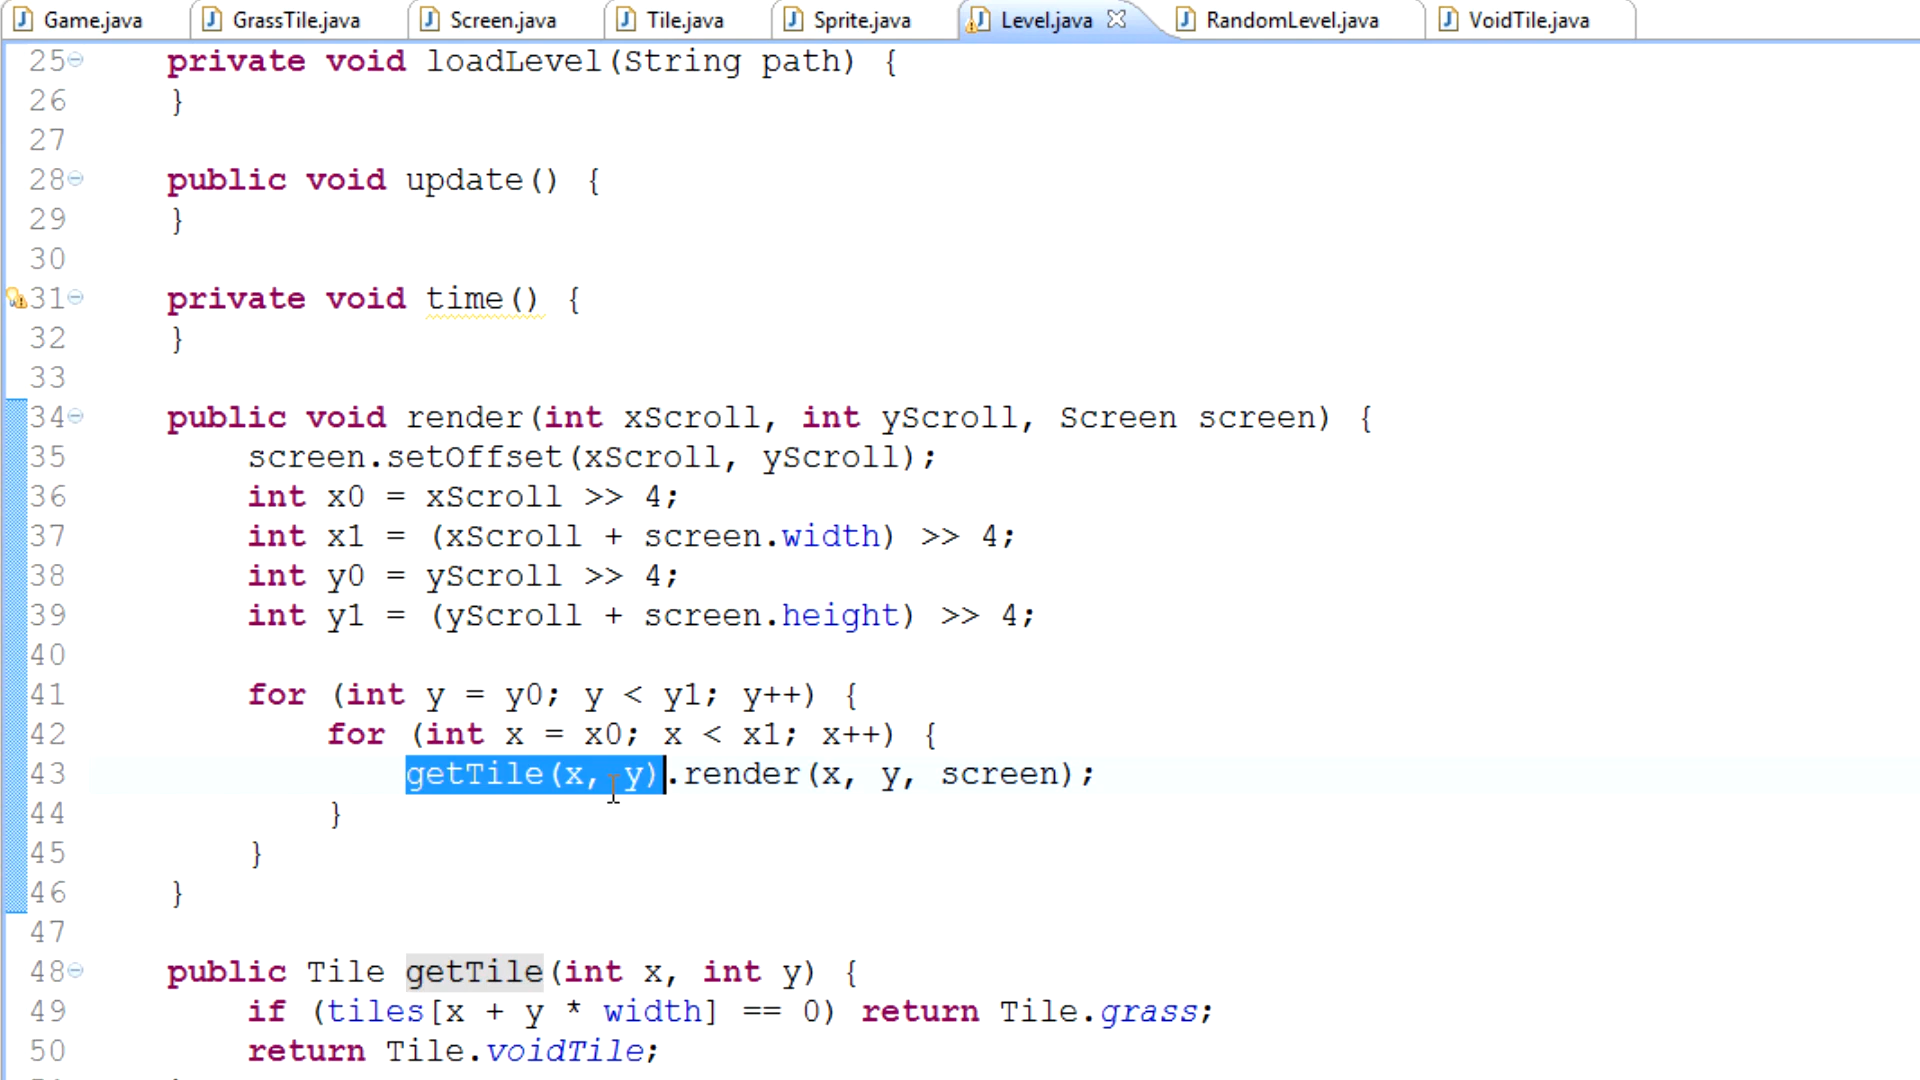 Game.java GrassTile.java Screen.java Tile.java Sprite.java Level.java RandomLevel.java VoidTile.java
25 private void loadLevel(String path) {
26 }
27
28 public void update() {
29 }
30
31 private void time() {
32 }
33
34 public void render(int xScroll, int yScroll, Screen screen) {
35 screen.setOffset(xScroll, yScroll);
36 int x0 = xScroll >> 4;
37 int x1 = (xScroll + screen.width) >> 4;
38 int y0 = yScroll >> 4;
39 int y1 = (yScroll + screen.height) >> 4;
40
41 for (int y = y0; y < y1; y++) {
42 for (int x = x0; x < x1; x++) {
43 getTile(x, y).render(x, y, screen);
44 }
45 }
46 }
47
48 public Tile getTile(int x, int y) {
49 if (tiles[x + y * width] == 0) return Tile.grass;
50 return Tile.voidTile;